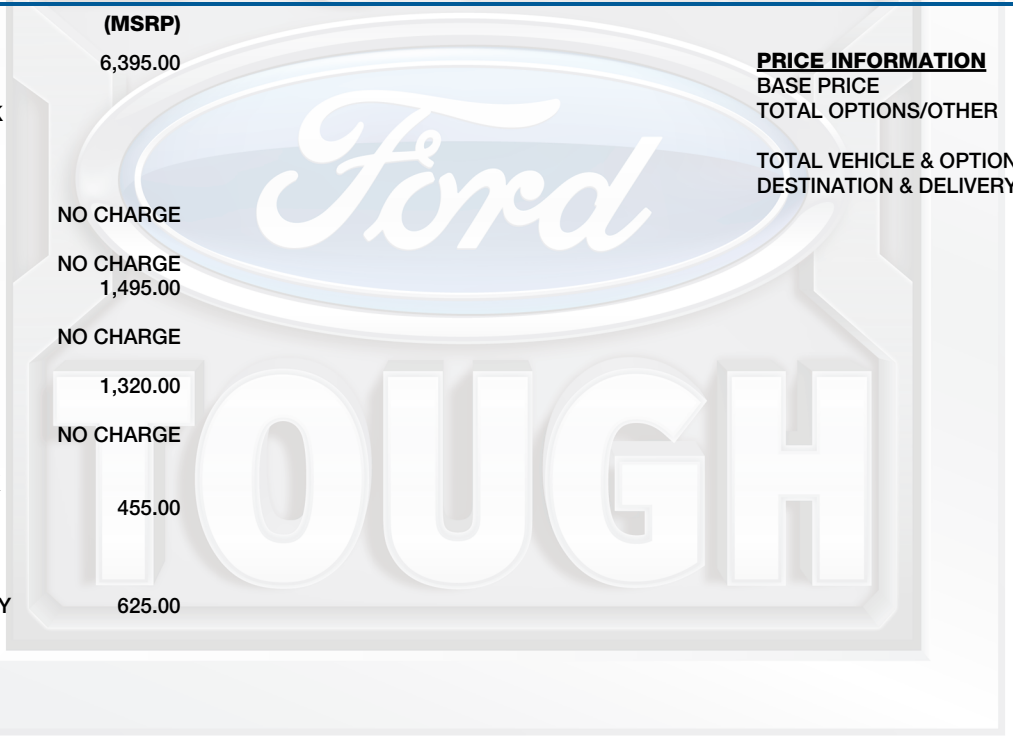 (MSRP)
6,395.00
NO CHARGE
NO CHARGE
1,495.00
NO CHARGE
1,320.00
NO CHARGE
455.00
Y 625.00
PRICE INFORMATION
BASE PRICE
TOTAL OPTIONS/OTHER
TOTAL VEHICLE & OPTION
DESTINATION & DELIVERY
Ford
TOUGH